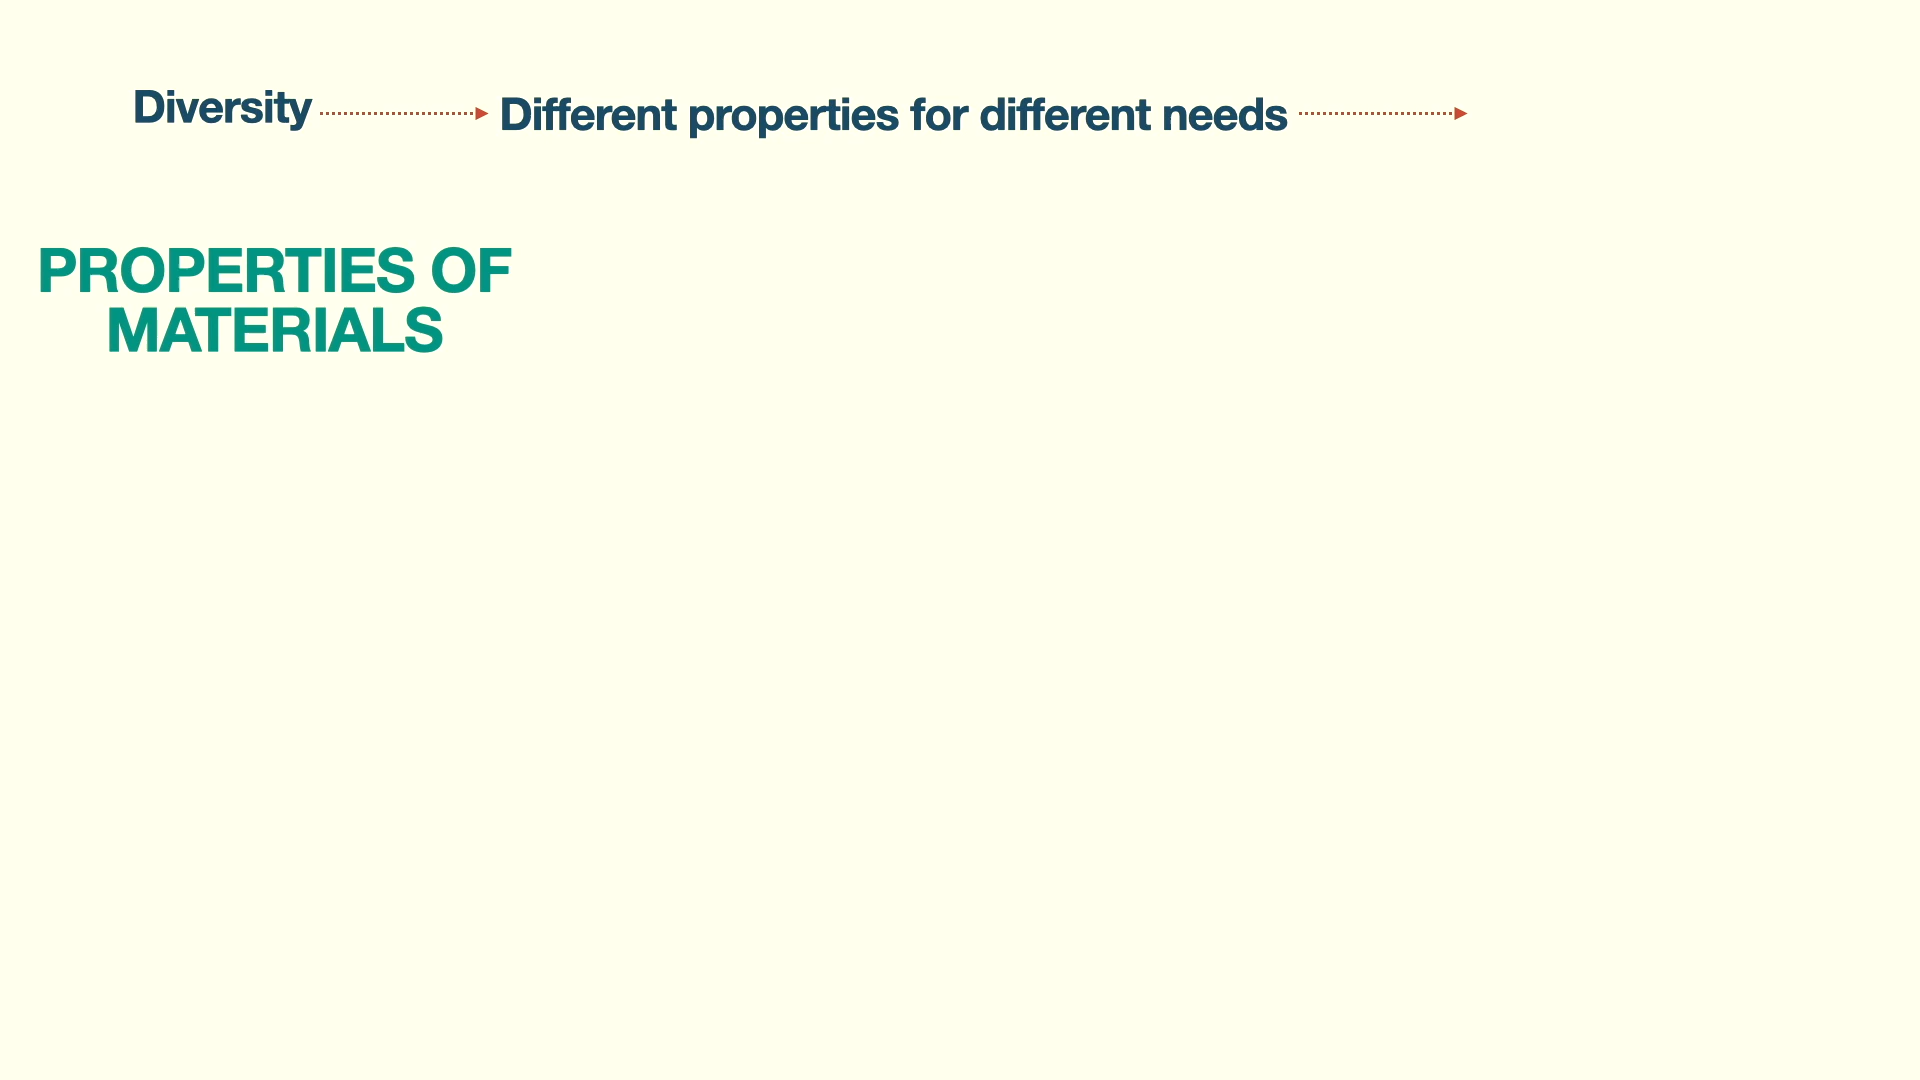 Diversity
Different properties for different needs
PROPERTIES OF
MATERIALS